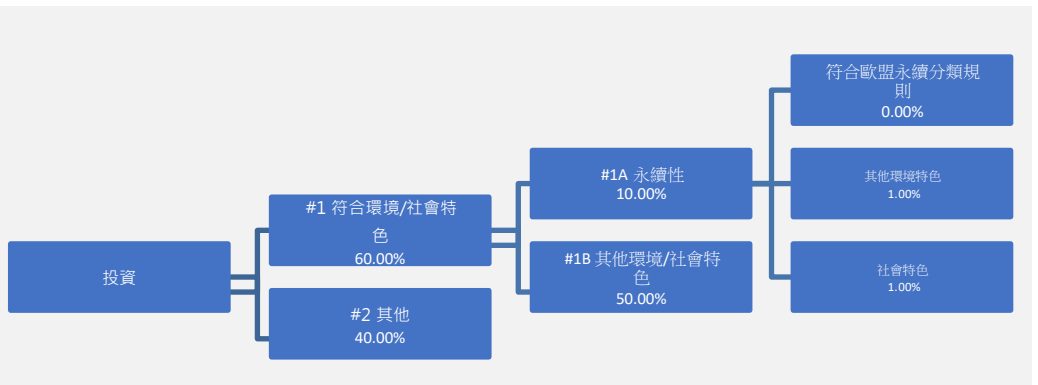 投資
#1 符合環境/社會特
色
60.00%
#2 其他
40.00%
#1A 永續性
10.00%
#1B 其他環境/社會特
色
50.00%
符合歐盟永續分類規
則
0.00%
其他環境特色
1.00%
社會特色
1.00%